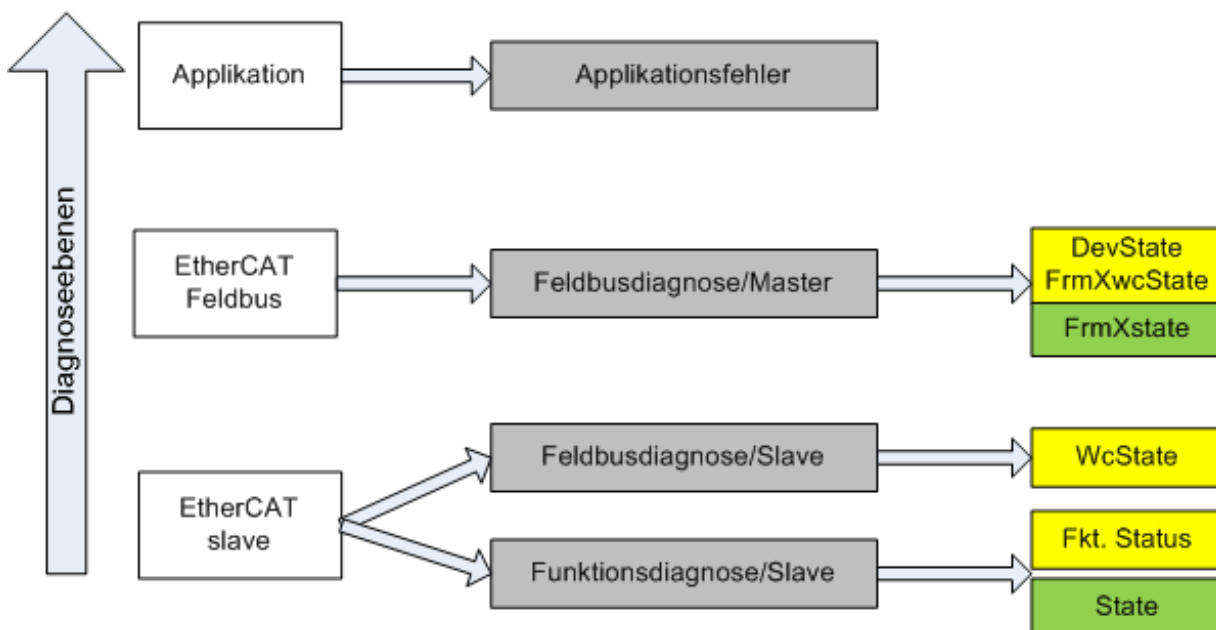 Diagnoseebenen
Applikation
Applikationsfehler
EtherCAT
Feldbus
Feldbusdiagnose/Master
DevState
FrmXwcState
FrmXstate
EtherCAT
slave
Feldbusdiagnose/Slave
WcState
Funktionsdiagnose/Slave
Fkt. Status
State